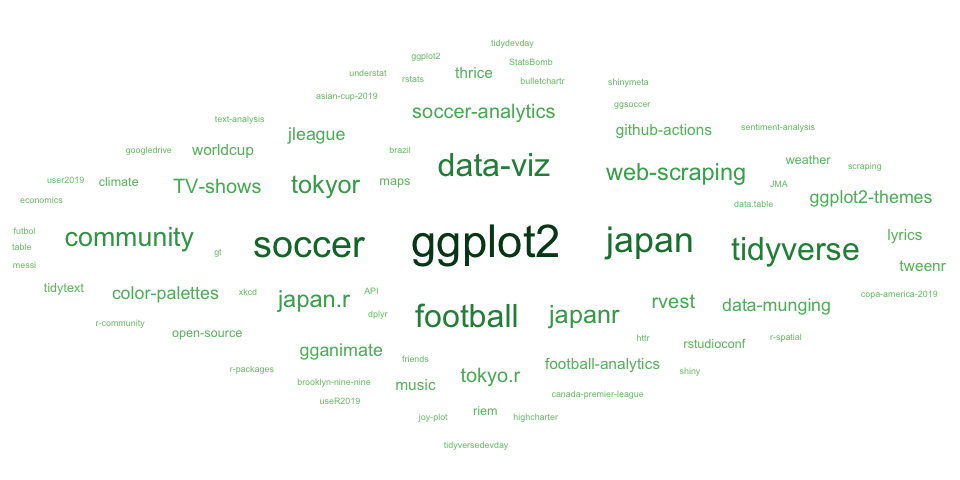 tidydevday
ggplot2
StatsBomb
understat
rstats
thrice
bulletchartr
shinymeta
asian-cup-2019
ggsoccer
soccer-analytics
text-analysis
jleague
github-actions
sentiment-analysis
googledrive
worldcup
brazil
data-viz
weather
scraping
user2019
climate
TV-shows
tokyor
maps
web-scraping
JMA
economics
data.table
ggplot2-themes
futbol
community
soccer
ggplot2
japan
tidyverse
lyrics
table
gt
messi
tweenr
tidytext
color-palettes
xkcd
japan.r
API
rvest
data-munging
copa-america-2019
dplyr
football
japanr
r-community
open-source
httr
rstudioconf
r-spatial
gganimate
friends
football-analytics
r-packages
shiny
brooklyn-nine-nine
music
tokyo.r
useR2019
canada-premier-league
joy-plot
riem
highcharter
tidyversedevday